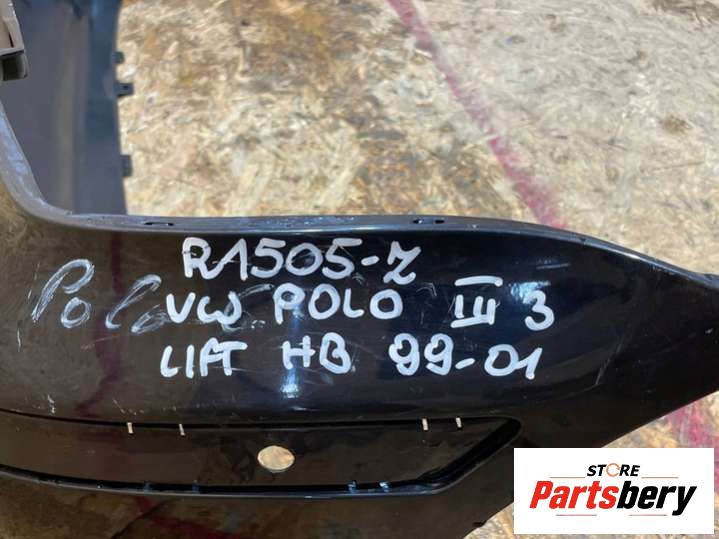 R1505-Z
Polo
VW POLO III 3
LIFT HB 99-01
STORE
Partsbery